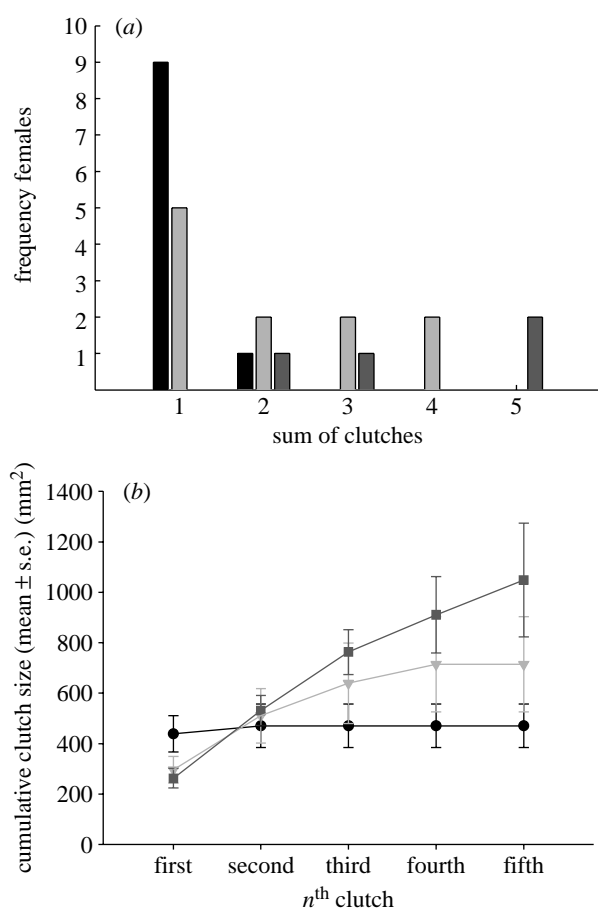 (a)
frequency females
10
9
8
7
6
5
4
3
2
1
1 2 3 4 5
sum of clutches
(b)
cumulative clutch size (mean ± s.e.) (mm²)
1400
1200
1000
800
600
400
200
0
first second third fourth fifth
nᵗʰ clutch